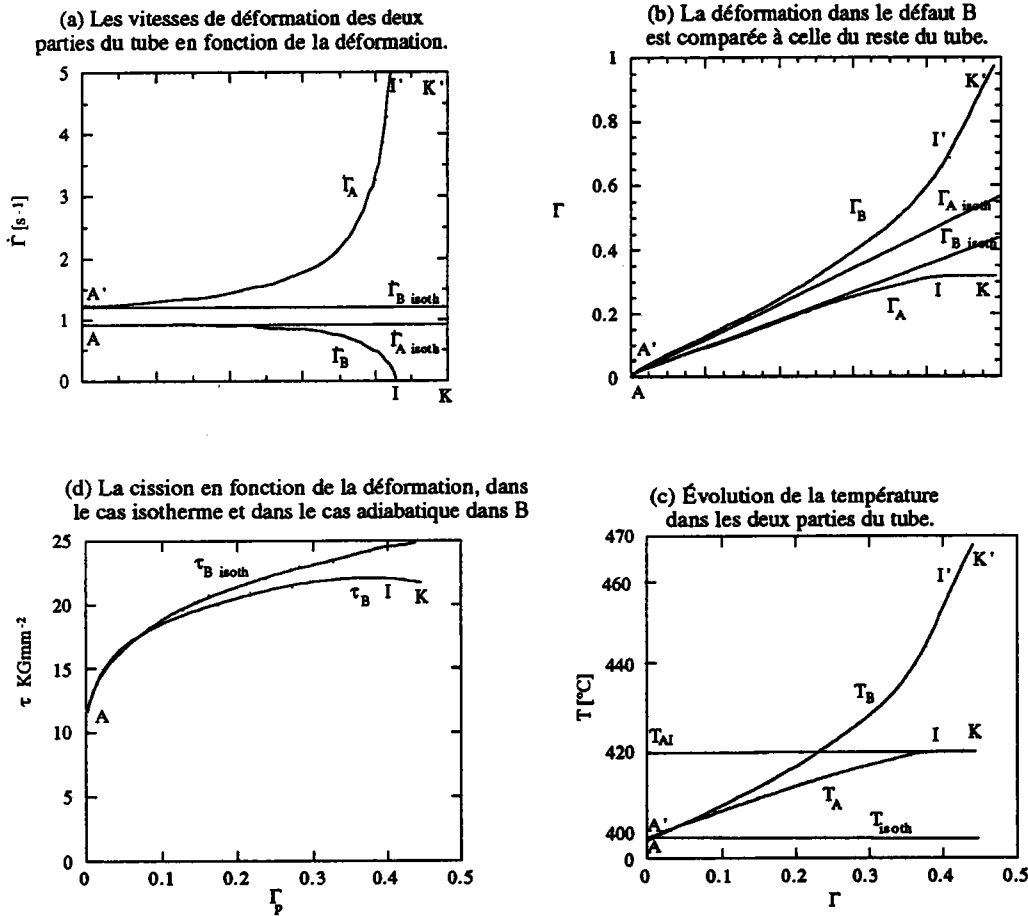 (a) Les vitesses de déformation des deux
parties du tube en fonction de la déformation.
5
4
3
2
1
0
Γ̇ [s⁻¹]
I'
K'
Γ̇A
A'
Γ̇B isoth
A
Γ̇A isoth
Γ̇B
I
K
(b) La déformation dans le défaut B
est comparée à celle du reste du tube.
1
0.8
0.6
0.4
0.2
0
Γ
K'
I'
ΓB
ΓA isoth
ΓB isoth
I
K
ΓA
A'
A
(d) La cission en fonction de la déformation, dans
le cas isotherme et dans le cas adiabatique dans B
25
20
15
10
5
0
τ KGmm⁻²
τB isoth
τB
I
K
A
0 0.1 0.2 0.3 0.4 0.5
Γp
(c) Évolution de la température
dans les deux parties du tube.
470
460
440
430
420
400
0
T [°C]
K'
I'
TB
TAI
I
K
TA
A'
A
Tisoth
0 0.1 0.2 0.3 0.4 0.5
Γ